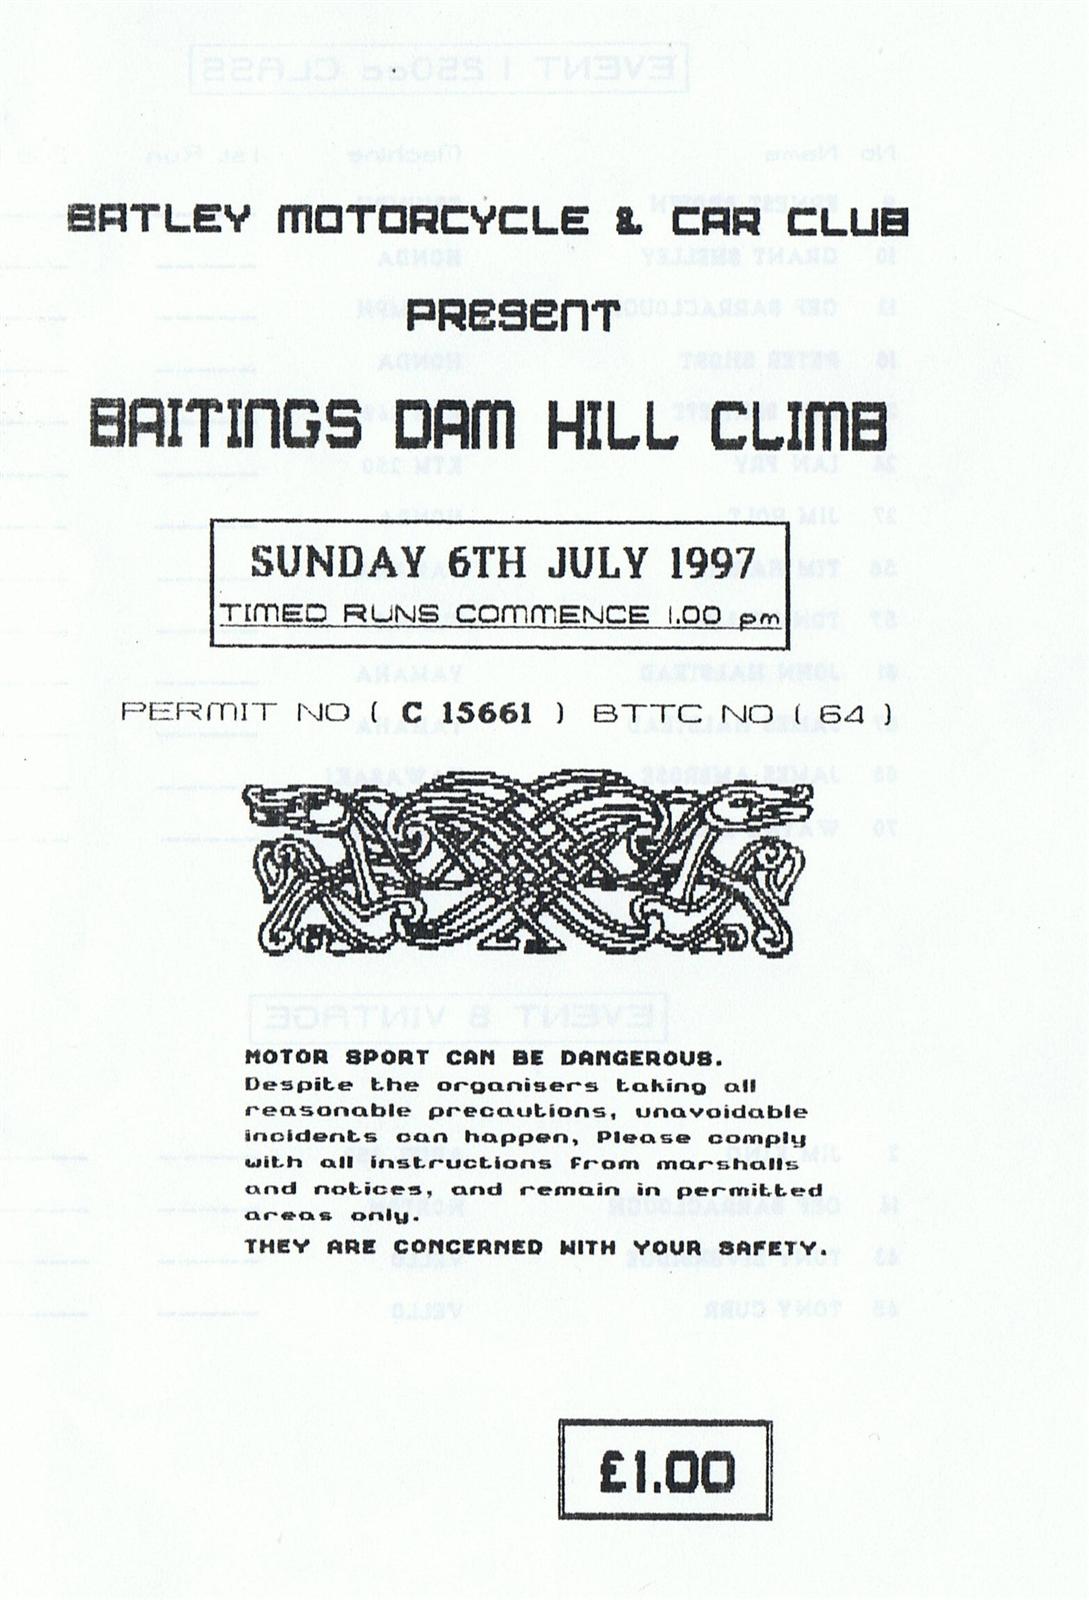 BATLEY MOTORCYCLE & CAR CLUB
PRESENT
BAITINGS DAM HILL CLIMB
SUNDAY 6TH JULY 1997
TIMED RUNS COMMENCE 1.00 pm
PERMIT NO ( C 15661 ) BTTC NO ( 64 )
MOTOR SPORT CAN BE DANGEROUS.
Despite the organisers taking all
reasonable precautions, unavoidable
incidents can happen, Please comply
with all instructions from marshalls
and notices, and remain in permitted
areas only.
THEY ARE CONCERNED WITH YOUR SAFETY.
£1.00